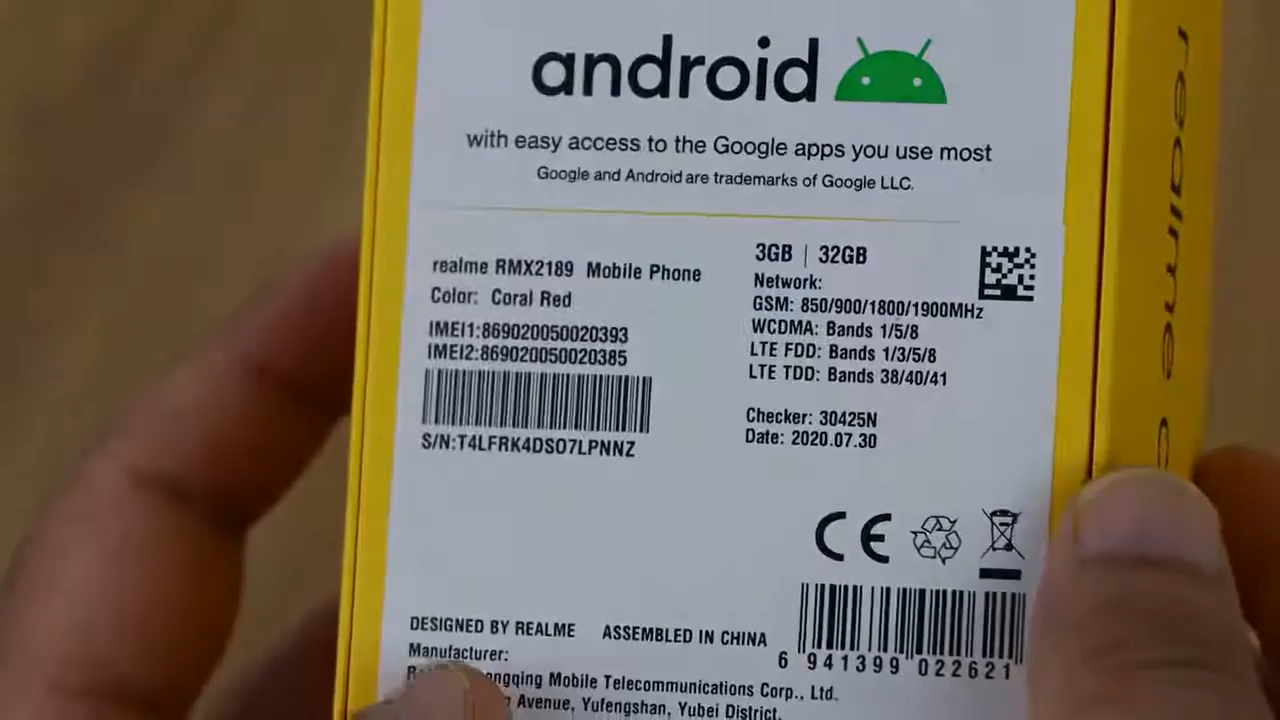 android
with easy access to the Google apps you use most
Google and Android are trademarks of Google LLC.
realme RMX2189 Mobile Phone
Color: Coral Red
IMEI1:869020050020393
IMEI2:869020050020385
S/N:T4LFRK4DSO7LPNNZ
3GB | 32GB
Network:
GSM: 850/900/1800/1900MHz
WCDMA: Bands 1/5/8
LTE FDD: Bands 1/3/5/8
LTE TDD: Bands 38/40/41
Checker: 30425N
Date: 2020.07.30
CE
DESIGNED BY REALME ASSEMBLED IN CHINA
6 941399 022621
Manufacturer:
Mobile Telecommunications Corp., Ltd.
Avenue, Yufengshan, Yubei District,
realme